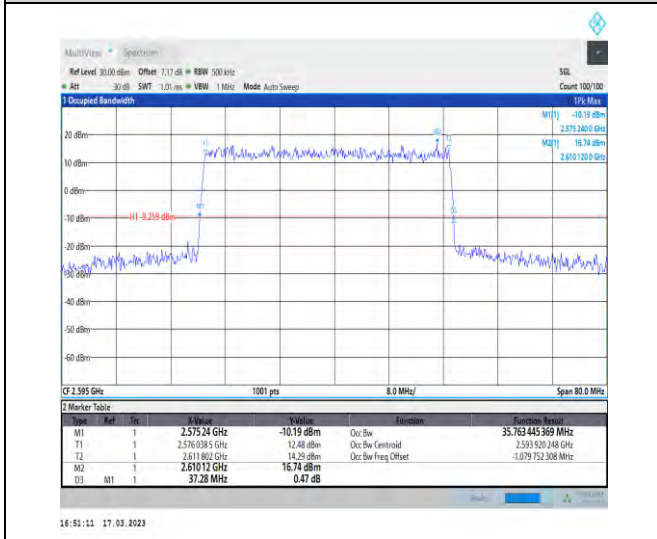 MultiView Spectrum
Ref Level 30.00 dBm Offset 7.17 dB RBW 500 kHz SGL
Att 30 dB SWT 1.01 ms VBW 1 MHz Mode Auto Sweep Count 100/100
1 Occupied Bandwidth 1Pk Max
M1[1] -10.19 dBm
2.575 240 0 GHz
M2[1] 16.74 dBm
2.610 120 0 GHz
20 dBm
10 dBm
0 dBm
M1
-10 dBm
-20 dBm
-30 dBm
-40 dBm
-50 dBm
-60 dBm
CF 2.595 GHz 1001 pts 8.0 MHz/ Span 80.0 MHz
2 Marker Table
Type Ref Trc X-Value Y-Value Function Function Result
M1 1 2.575 24 GHz -10.19 dBm Occ Bw 35.763 445 369 MHz
T1 1 2.576 038 5 GHz 12.48 dBm Occ Bw Centroid 2.593 920 248 GHz
T2 1 2.611 802 GHz 14.29 dBm Occ Bw Freq Offset -1.079 752 308 MHz
M2 1 2.610 12 GHz 16.74 dBm
D3 M1 1 37.28 MHz 0.47 dB
16:51:11 17.03.2023